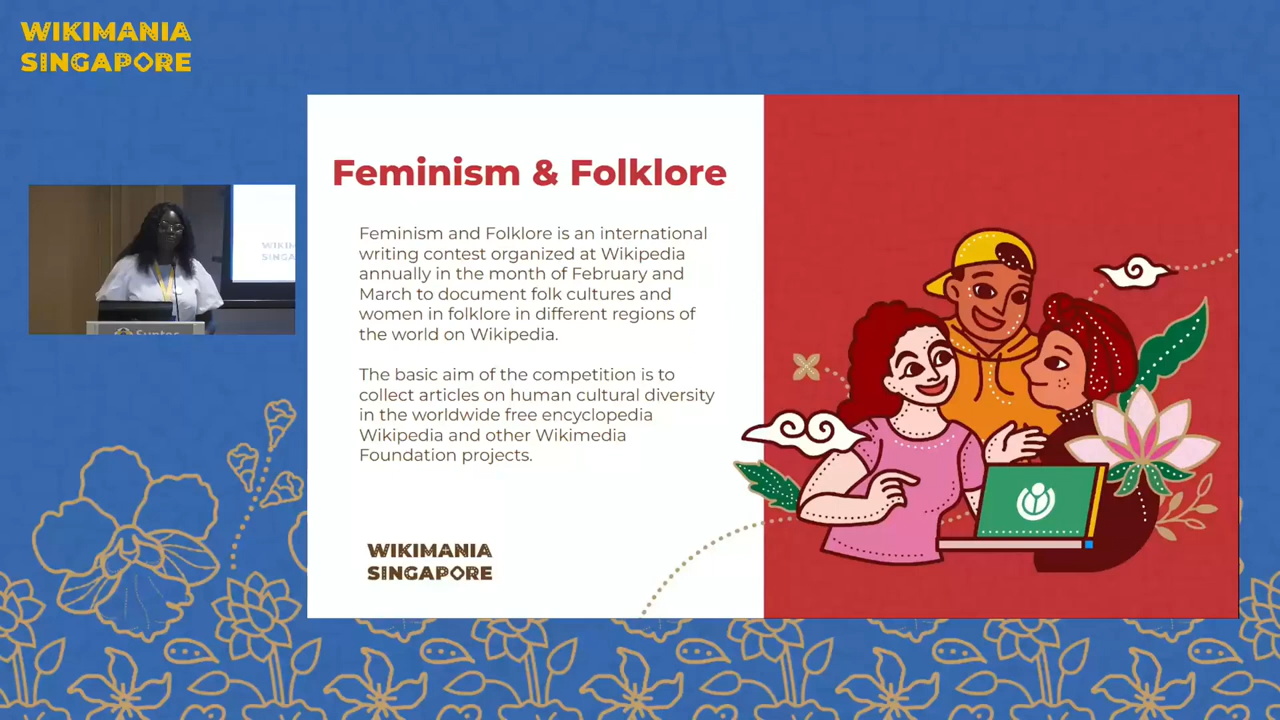 WIKIMANIA
SINGAPORE
Feminism & Folklore
Feminism and Folklore is an international
writing contest organized at Wikipedia
annually in the month of February and
March to document folk cultures and
women in folklore in different regions of
the world on Wikipedia.
The basic aim of the competition is to
collect articles on human cultural diversity
in the worldwide free encyclopedia
Wikipedia and other Wikimedia
Foundation projects.
WIKIMANIA
SINGAPORE